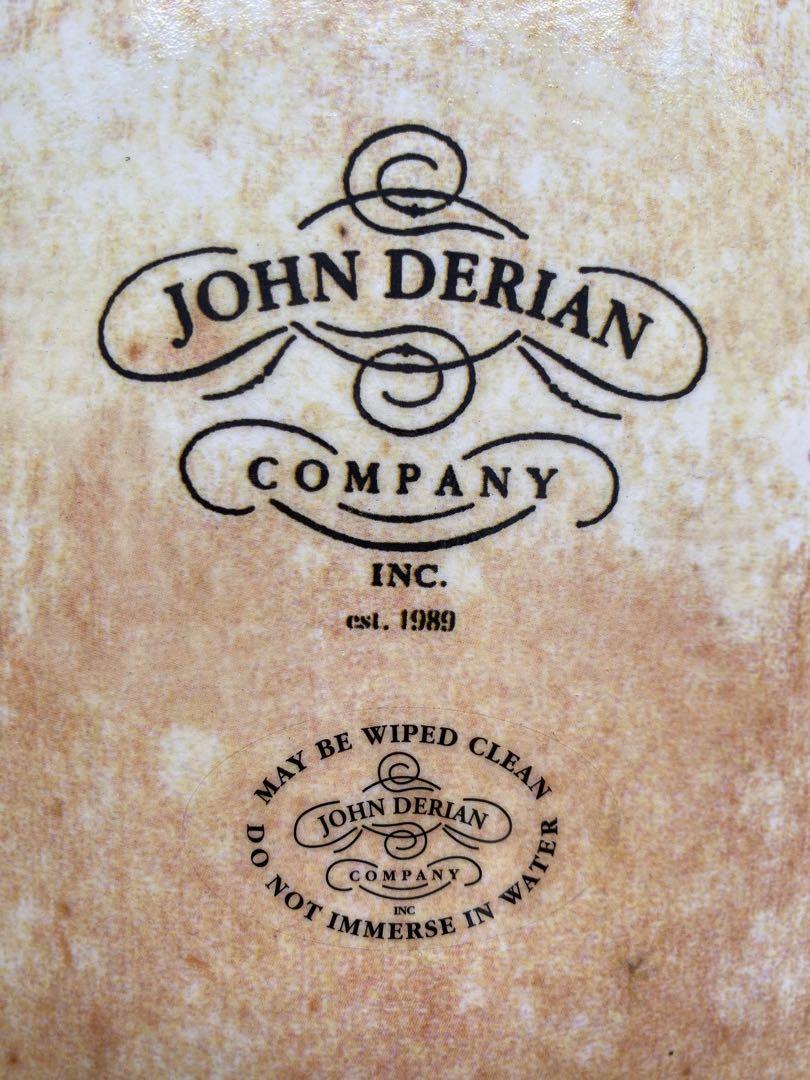 JOHN DERIAN
COMPANY
INC.
est. 1989
MAY BE WIPED CLEAN
JOHN DERIAN
COMPANY
INC
DO NOT IMMERSE IN WATER